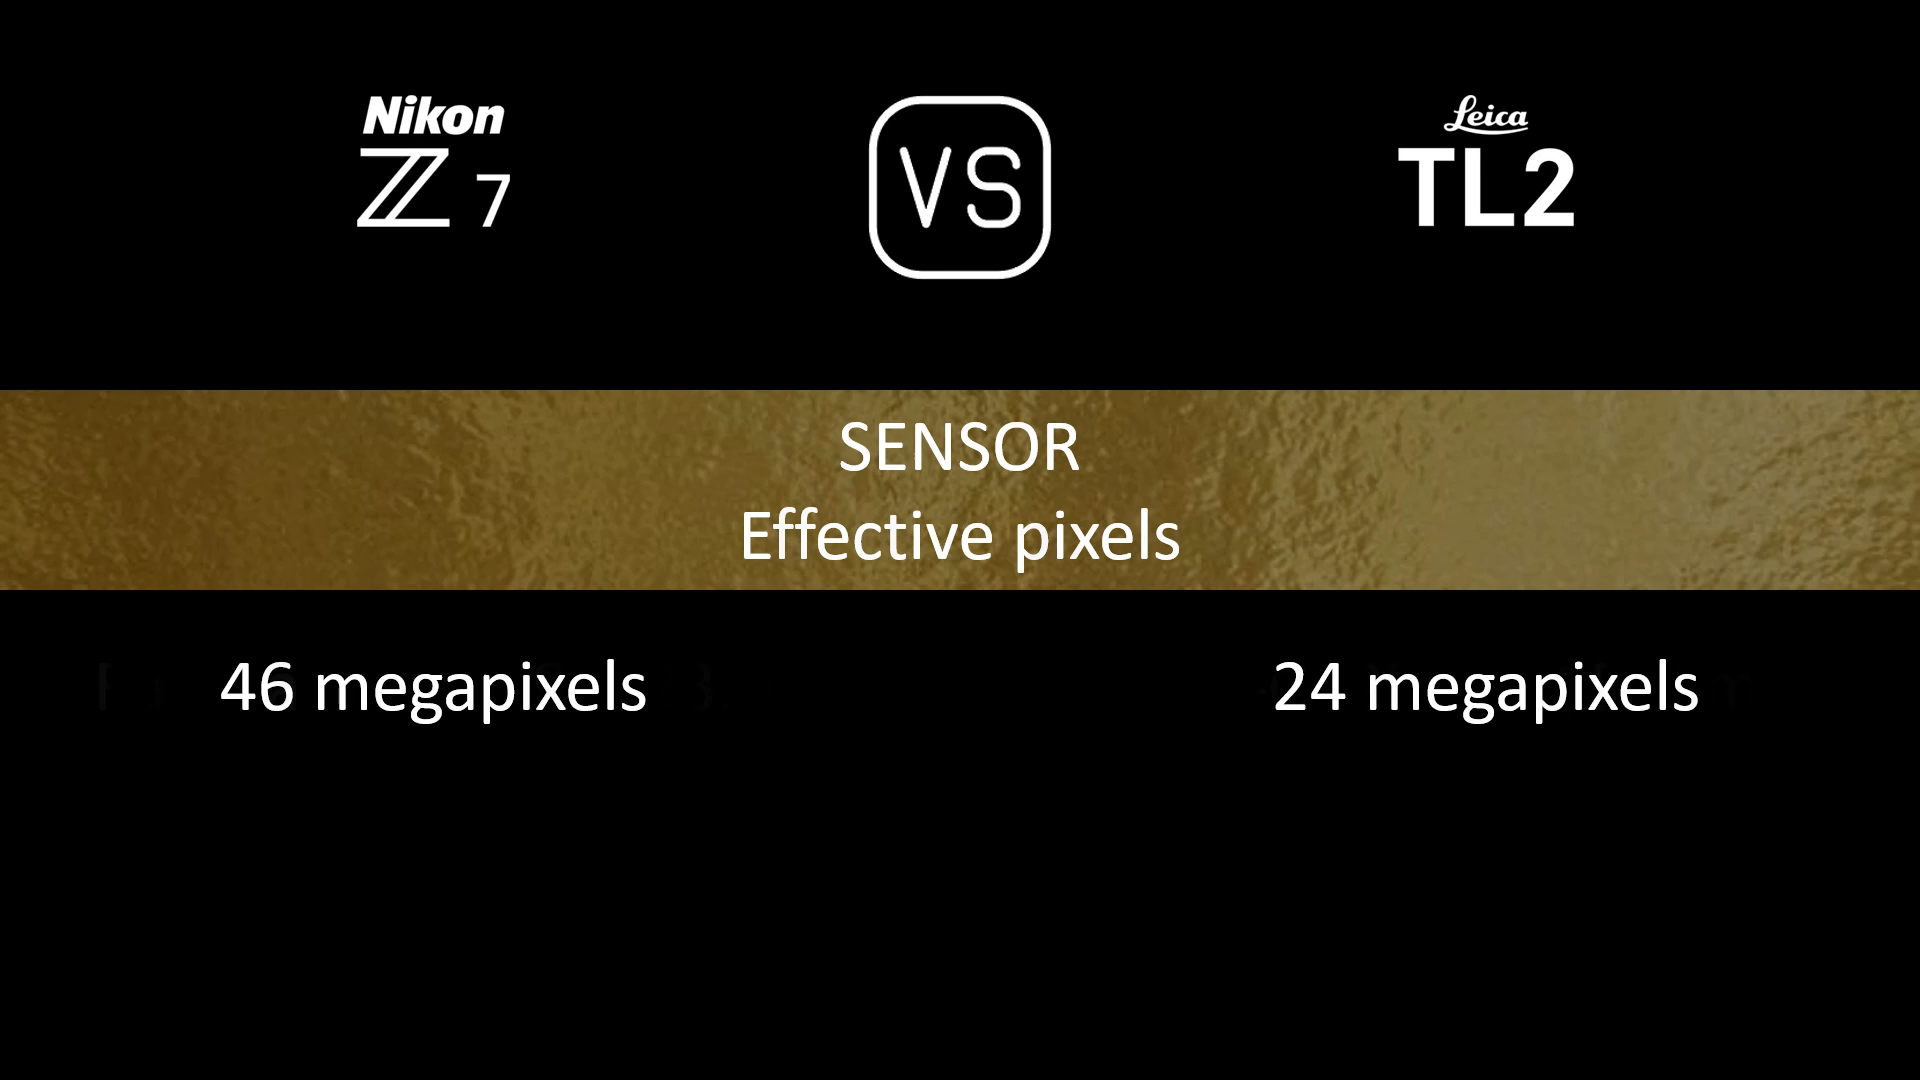 Nikon
Z 7
VS
Leica
TL2
SENSOR
Effective pixels
46 megapixels
24 megapixels